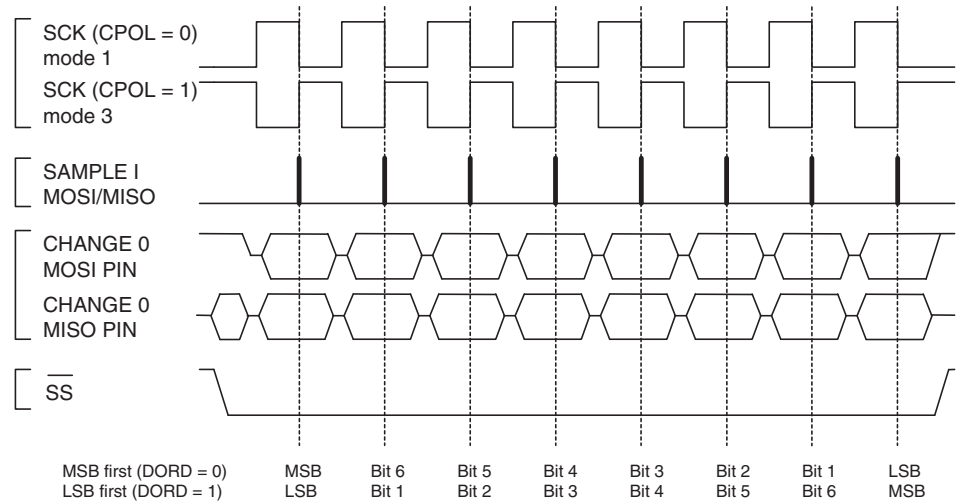 SCK (CPOL = 0)
mode 1
SCK (CPOL = 1)
mode 3
SAMPLE I
MOSI/MISO
CHANGE 0
MOSI PIN
CHANGE 0
MISO PIN
SS
MSB first (DORD = 0) MSB Bit 6 Bit 5 Bit 4 Bit 3 Bit 2 Bit 1 LSB
LSB first (DORD = 1) LSB Bit 1 Bit 2 Bit 3 Bit 4 Bit 5 Bit 6 MSB